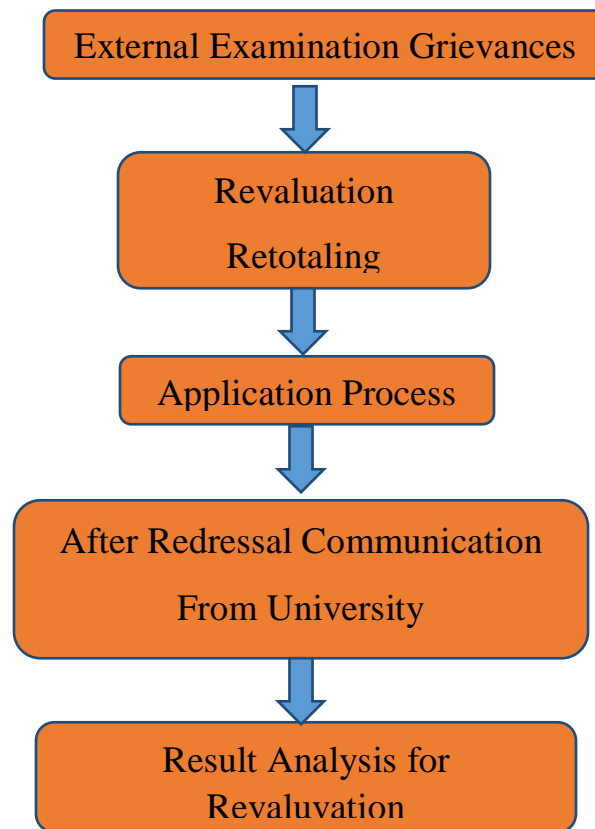 External Examination Grievances
Revaluation
Retotaling
Application Process
After Redressal Communication
From University
Result Analysis for
Revaluvation